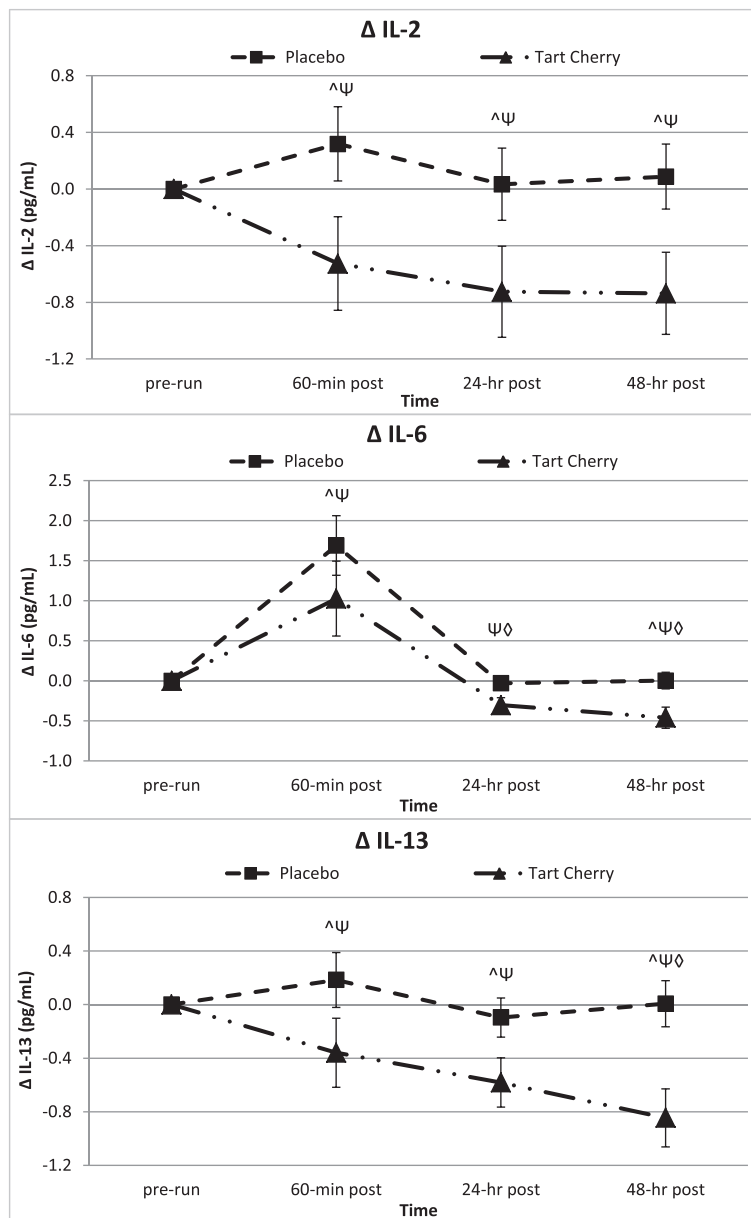 Δ IL-2
Placebo
Tart Cherry
0.8
^Ψ
^Ψ
^Ψ
0.4
0.0
-0.4
-0.8
-1.2
Δ IL-2 (pg/mL)
pre-run
60-min post
24-hr post
48-hr post
Time
Δ IL-6
Placebo
Tart Cherry
2.5
^Ψ
2.0
1.5
1.0
Ψ◊
^Ψ◊
0.5
0.0
-0.5
-1.0
Δ IL-6 (pg/mL)
pre-run
60-min post
24-hr post
48-hr post
Time
Δ IL-13
Placebo
Tart Cherry
0.8
^Ψ
^Ψ
^Ψ◊
0.4
0.0
-0.4
-0.8
-1.2
Δ IL-13 (pg/mL)
pre-run
60-min post
24-hr post
48-hr post
Time